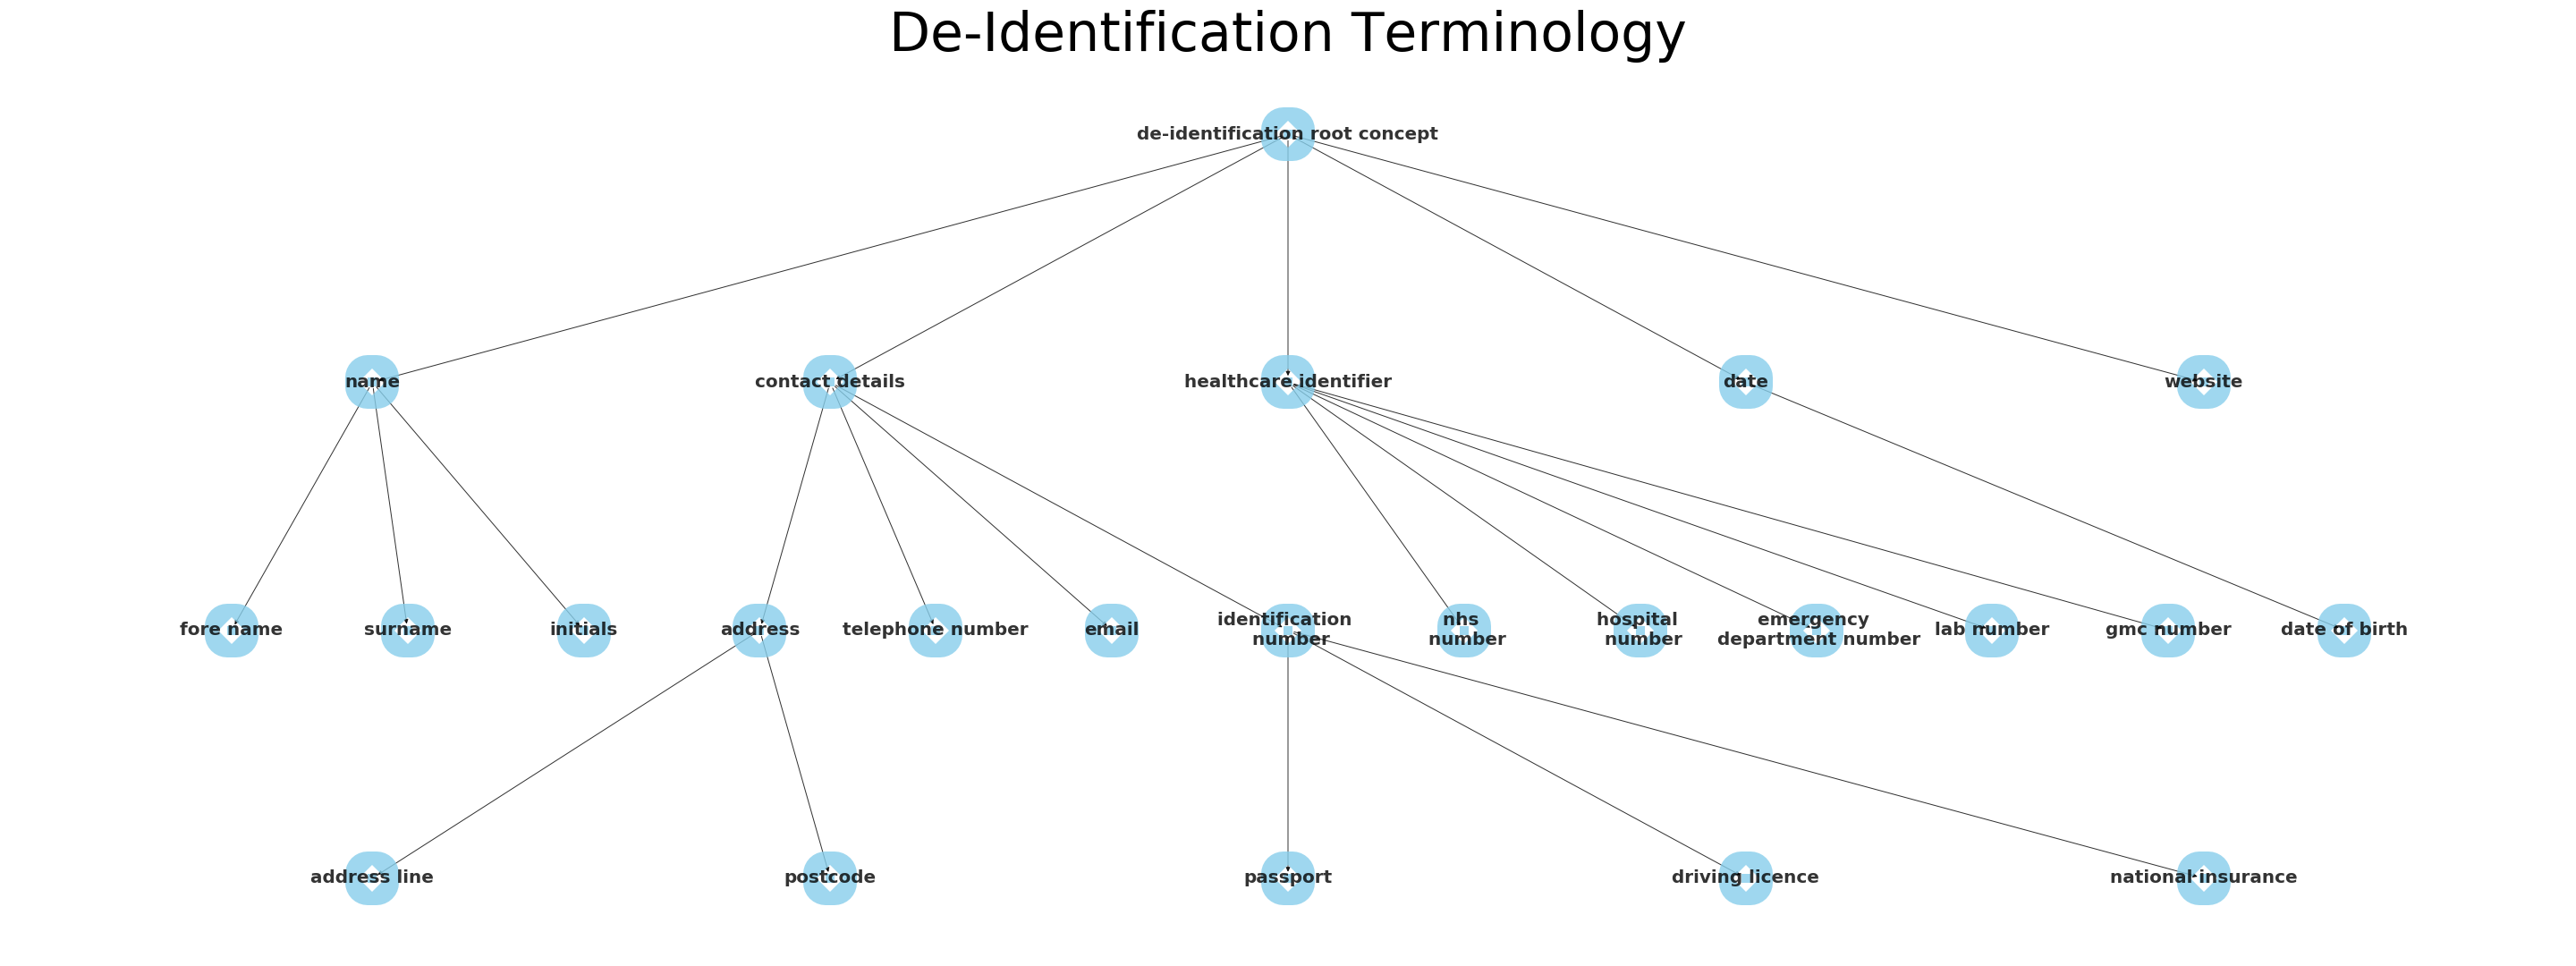 De-Identification Terminology
de-identification root concept
name
contact details
healthcare identifier
date
website
fore name
surname
initials
address
telephone number
email
identification
number
nhs
number
hospital
number
emergency
department number
lab number
gmc number
date of birth
address line
postcode
passport
driving licence
national insurance